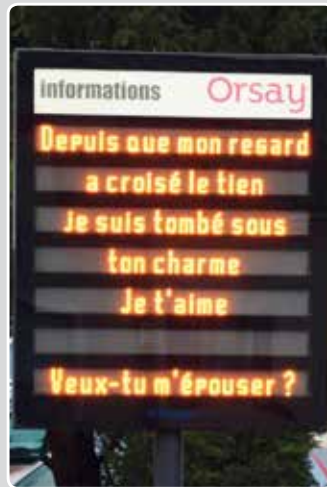 informations Orsay
Depuis que mon regard
a croisé le tien
Je suis tombé sous
ton charme
Je t'aime
Veux-tu m'épouser ?